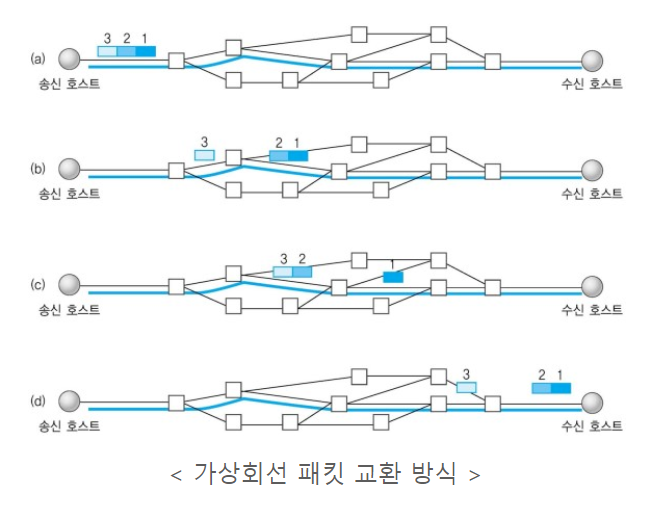 3 2 1
(a)
송신 호스트 수신 호스트
3 2 1
(b)
송신 호스트 수신 호스트
3 2 1
(c)
송신 호스트 수신 호스트
3 2 1
(d)
송신 호스트 수신 호스트
< 가상회선 패킷 교환 방식 >